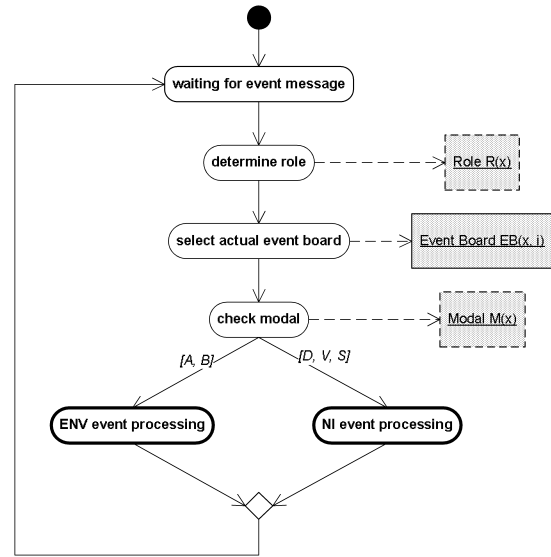 waiting for event message
determine role
Role R(x)
select actual event board
Event Board EB(x, i)
check modal
Modal M(x)
[A, B]
[D, V, S]
ENV event processing
NI event processing